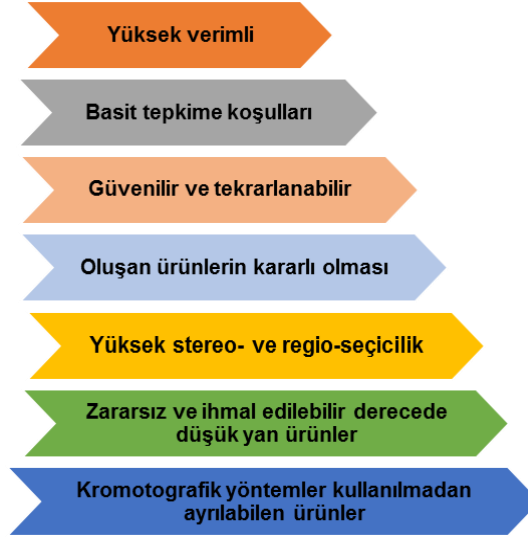 Yüksek verimli
Basit tepkime koşulları
Güvenilir ve tekrarlanabilir
Oluşan ürünlerin kararlı olması
Yüksek stereo- ve regio-seçicilik
Zararsız ve ihmal edilebilir derecede
düşük yan ürünler
Kromotografik yöntemler kullanılmadan
ayrılabilen ürünler